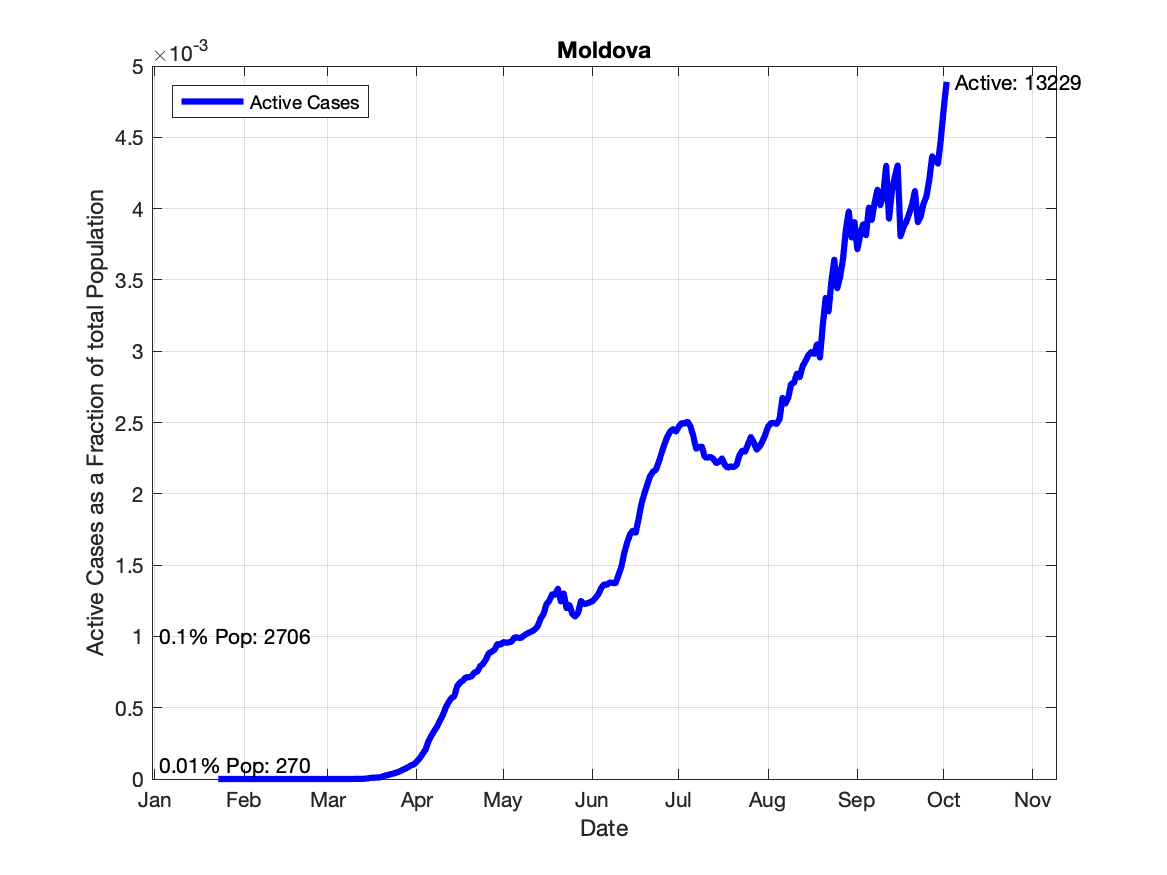 Moldova
×10-3
5
4.5
4
3.5
3
2.5
2
1.5
1
0.5
0
Active Cases as a Fraction of total Population
Active Cases
Active: 13229
0.1% Pop: 2706
0.01% Pop: 270
Jan Feb Mar Apr May Jun Jul Aug Sep Oct Nov
Date